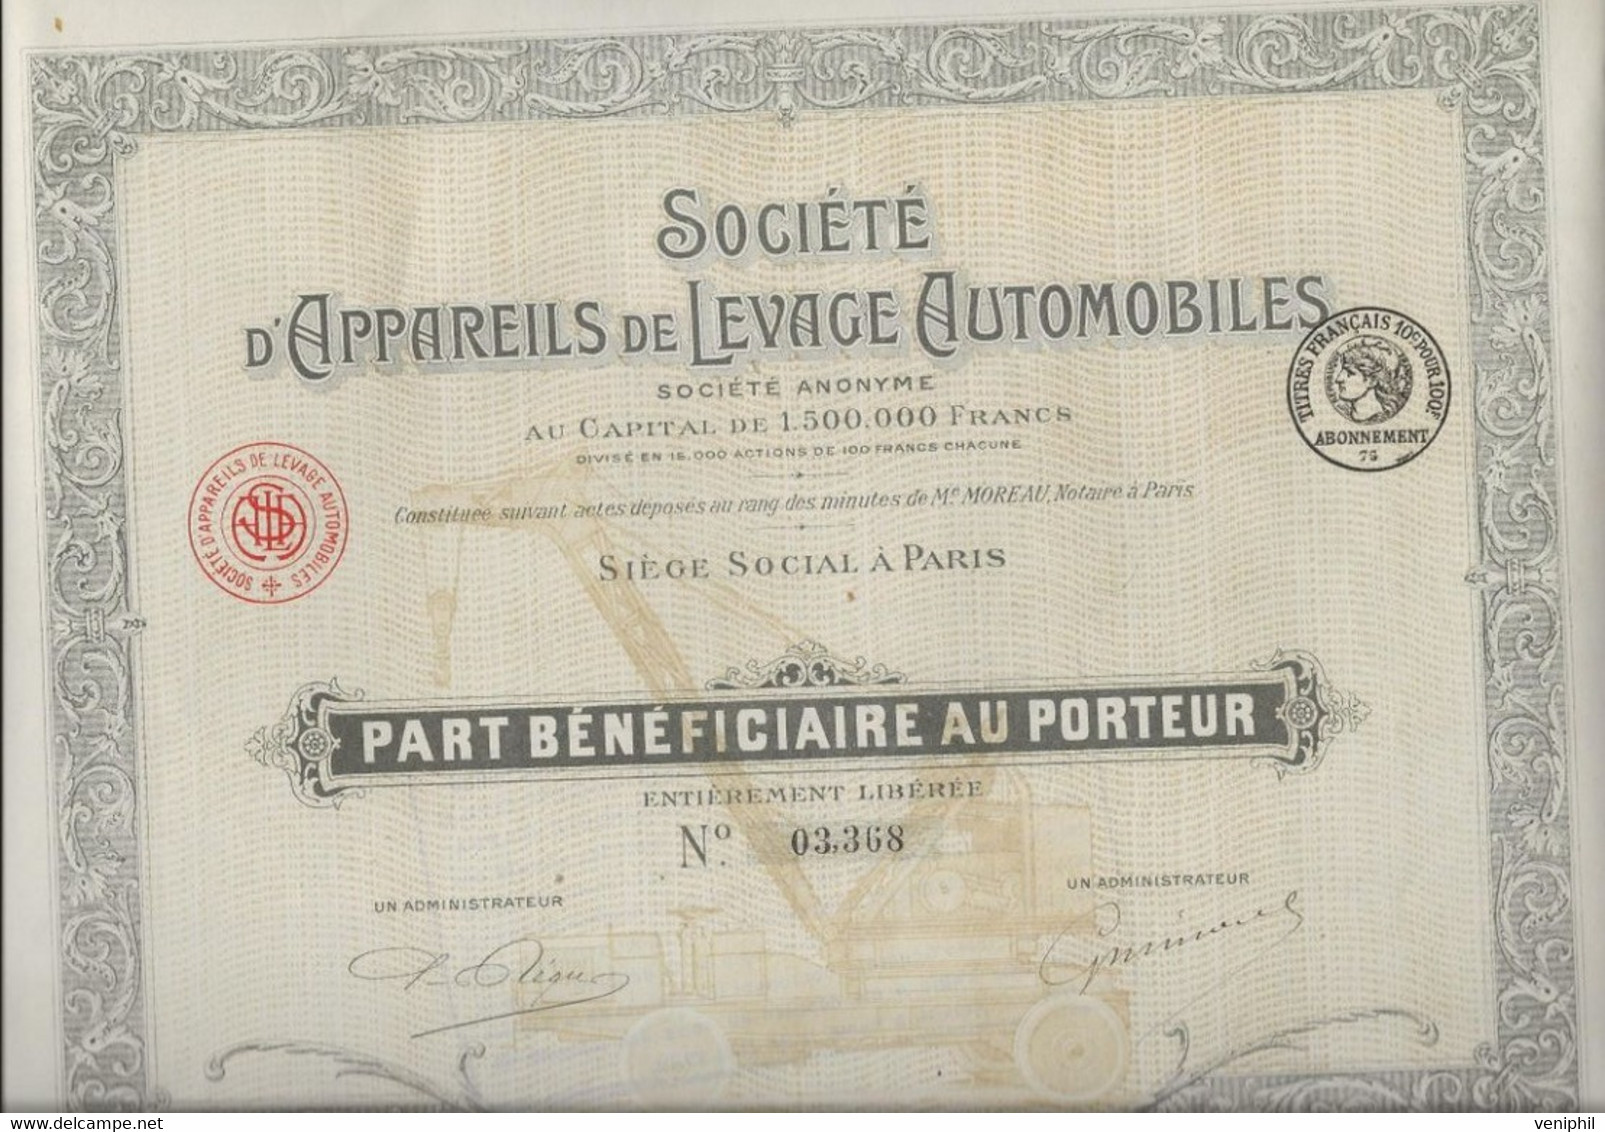 SOCIÉTÉ
D'APPAREILS DE LEVAGE AUTOMOBILES
SOCIÉTÉ ANONYME
AU CAPITAL DE 1.500.000 FRANCS
DIVISÉ EN 15.000 ACTIONS DE 100 FRANCS CHACUNE
Constituée suivant actes déposés au rang des minutes de Me MOREAU, Notaire à Paris
SIÈGE SOCIAL À PARIS
TITRES FRANÇAIS 10c POUR 100f
ABONNEMENT
SOCIÉTÉ D'APPAREILS DE LEVAGE AUTOMOBILES
PART BÉNÉFICIAIRE AU PORTEUR
ENTIÈREMENT LIBÉRÉE
No. 03,368
UN ADMINISTRATEUR
UN ADMINISTRATEUR
delcampe.net
veniphil